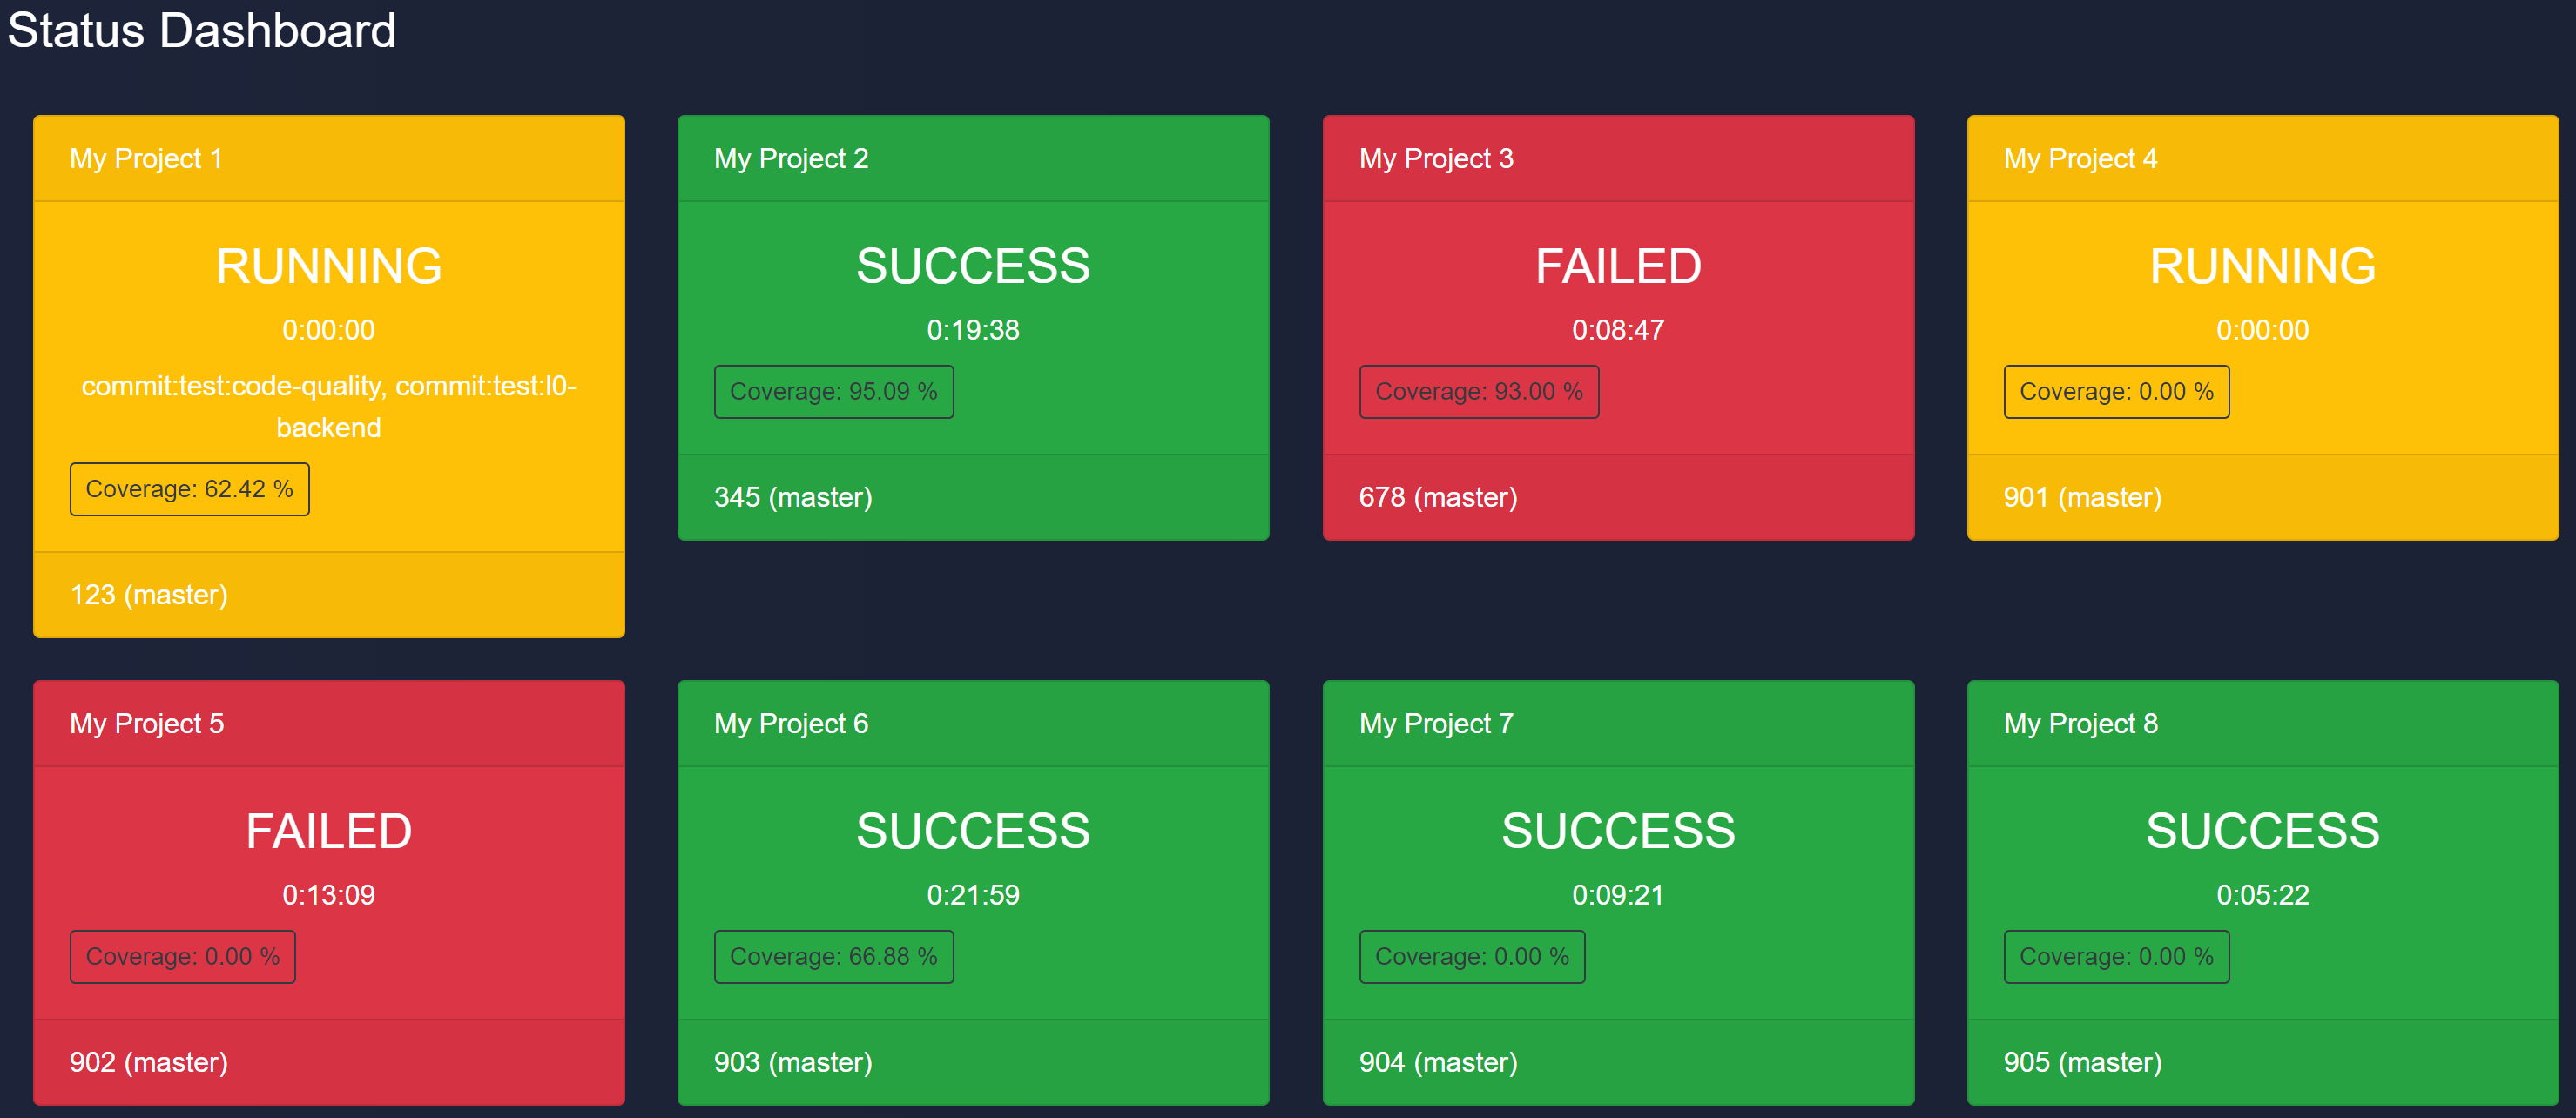 Status Dashboard
My Project 1
RUNNING
0:00:00
commit:test:code-quality, commit:test:l0-
backend
Coverage: 62.42 %
123 (master)
My Project 2
SUCCESS
0:19:38
Coverage: 95.09 %
345 (master)
My Project 3
FAILED
0:08:47
Coverage: 93.00 %
678 (master)
My Project 4
RUNNING
0:00:00
Coverage: 0.00 %
901 (master)
My Project 5
FAILED
0:13:09
Coverage: 0.00 %
902 (master)
My Project 6
SUCCESS
0:21:59
Coverage: 66.88 %
903 (master)
My Project 7
SUCCESS
0:09:21
Coverage: 0.00 %
904 (master)
My Project 8
SUCCESS
0:05:22
Coverage: 0.00 %
905 (master)